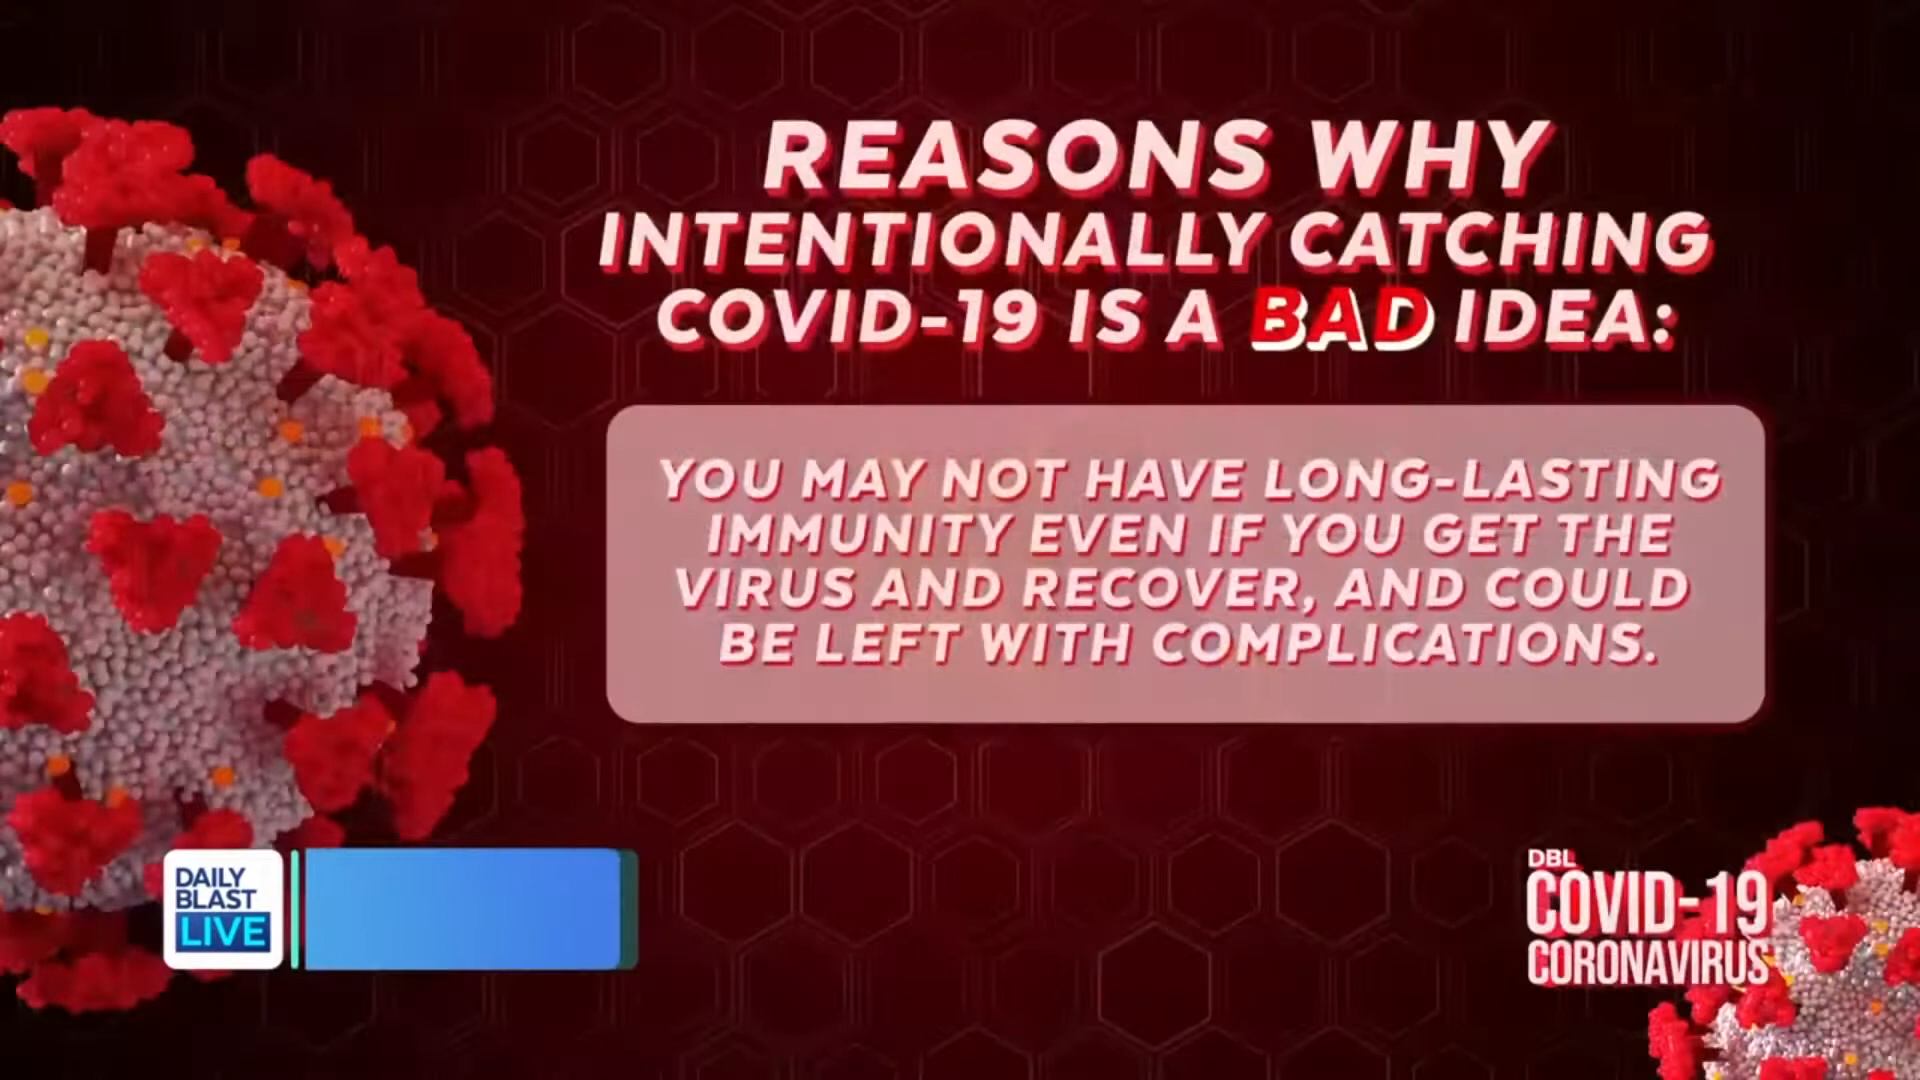 REASONS WHY
INTENTIONALLY CATCHING
COVID-19 IS A BAD IDEA:
YOU MAY NOT HAVE LONG-LASTING
IMMUNITY EVEN IF YOU GET THE
VIRUS AND RECOVER, AND COULD
BE LEFT WITH COMPLICATIONS.
DAILY
BLAST
LIVE
DBL
COVID-19
CORONAVIRUS